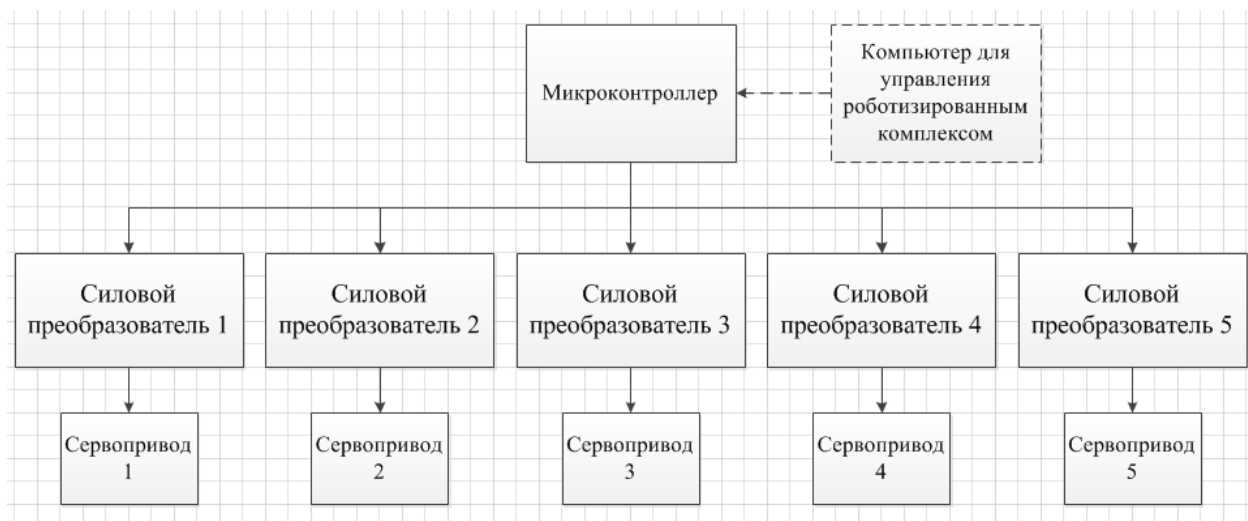 Микроконтроллер
Компьютер для
управления
роботизированным
комплексом
Силовой
преобразователь 1
Силовой
преобразователь 2
Силовой
преобразователь 3
Силовой
преобразователь 4
Силовой
преобразователь 5
Сервопривод
1
Сервопривод
2
Сервопривод
3
Сервопривод
4
Сервопривод
5